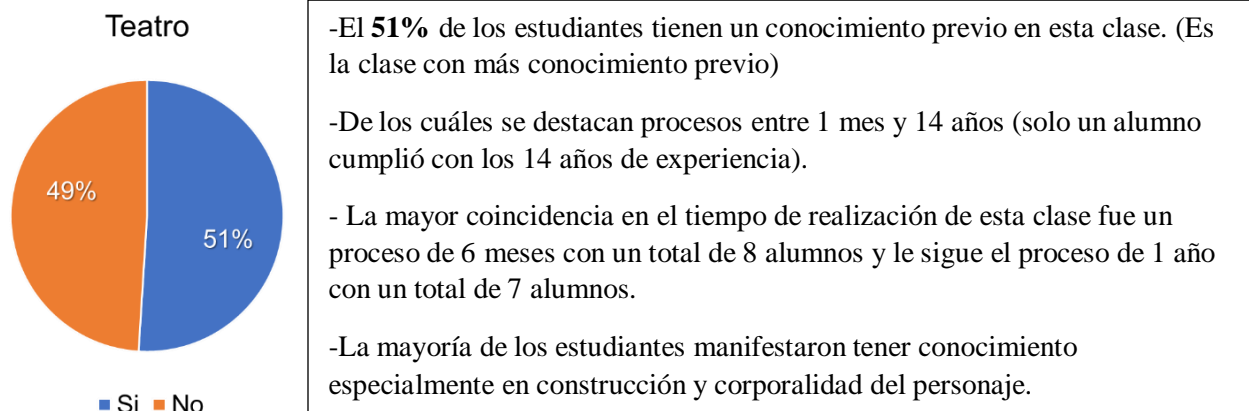 Teatro
49%
51%
Si No
-El 51% de los estudiantes tienen un conocimiento previo en esta clase. (Es
la clase con más conocimiento previo)
-De los cuáles se destacan procesos entre 1 mes y 14 años (solo un alumno
cumplió con los 14 años de experiencia).
- La mayor coincidencia en el tiempo de realización de esta clase fue un
proceso de 6 meses con un total de 8 alumnos y le sigue el proceso de 1 año
con un total de 7 alumnos.
-La mayoría de los estudiantes manifestaron tener conocimiento
especialmente en construcción y corporalidad del personaje.